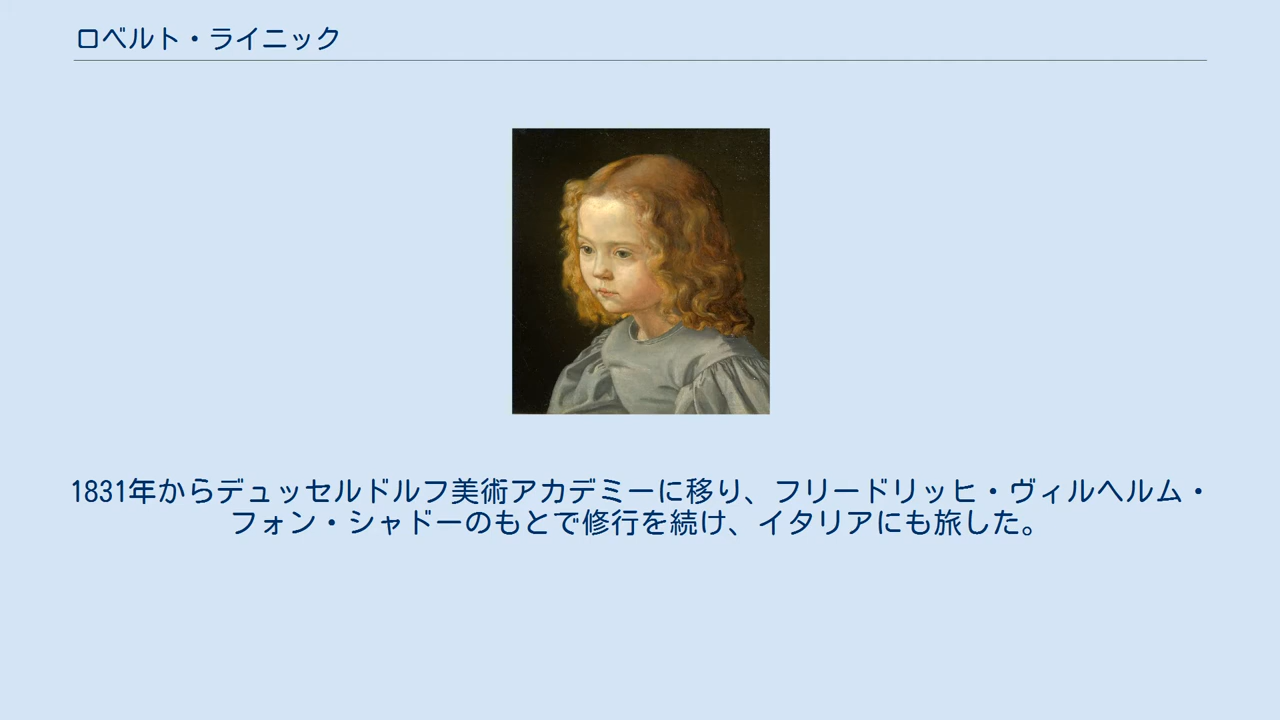 ロベルト・ライニック
1831年からデュッセルドルフ美術アカデミーに移り、フリードリッヒ・ヴィルヘルム・
フォン・シャドーのもとで修行を続け、イタリアにも旅した。